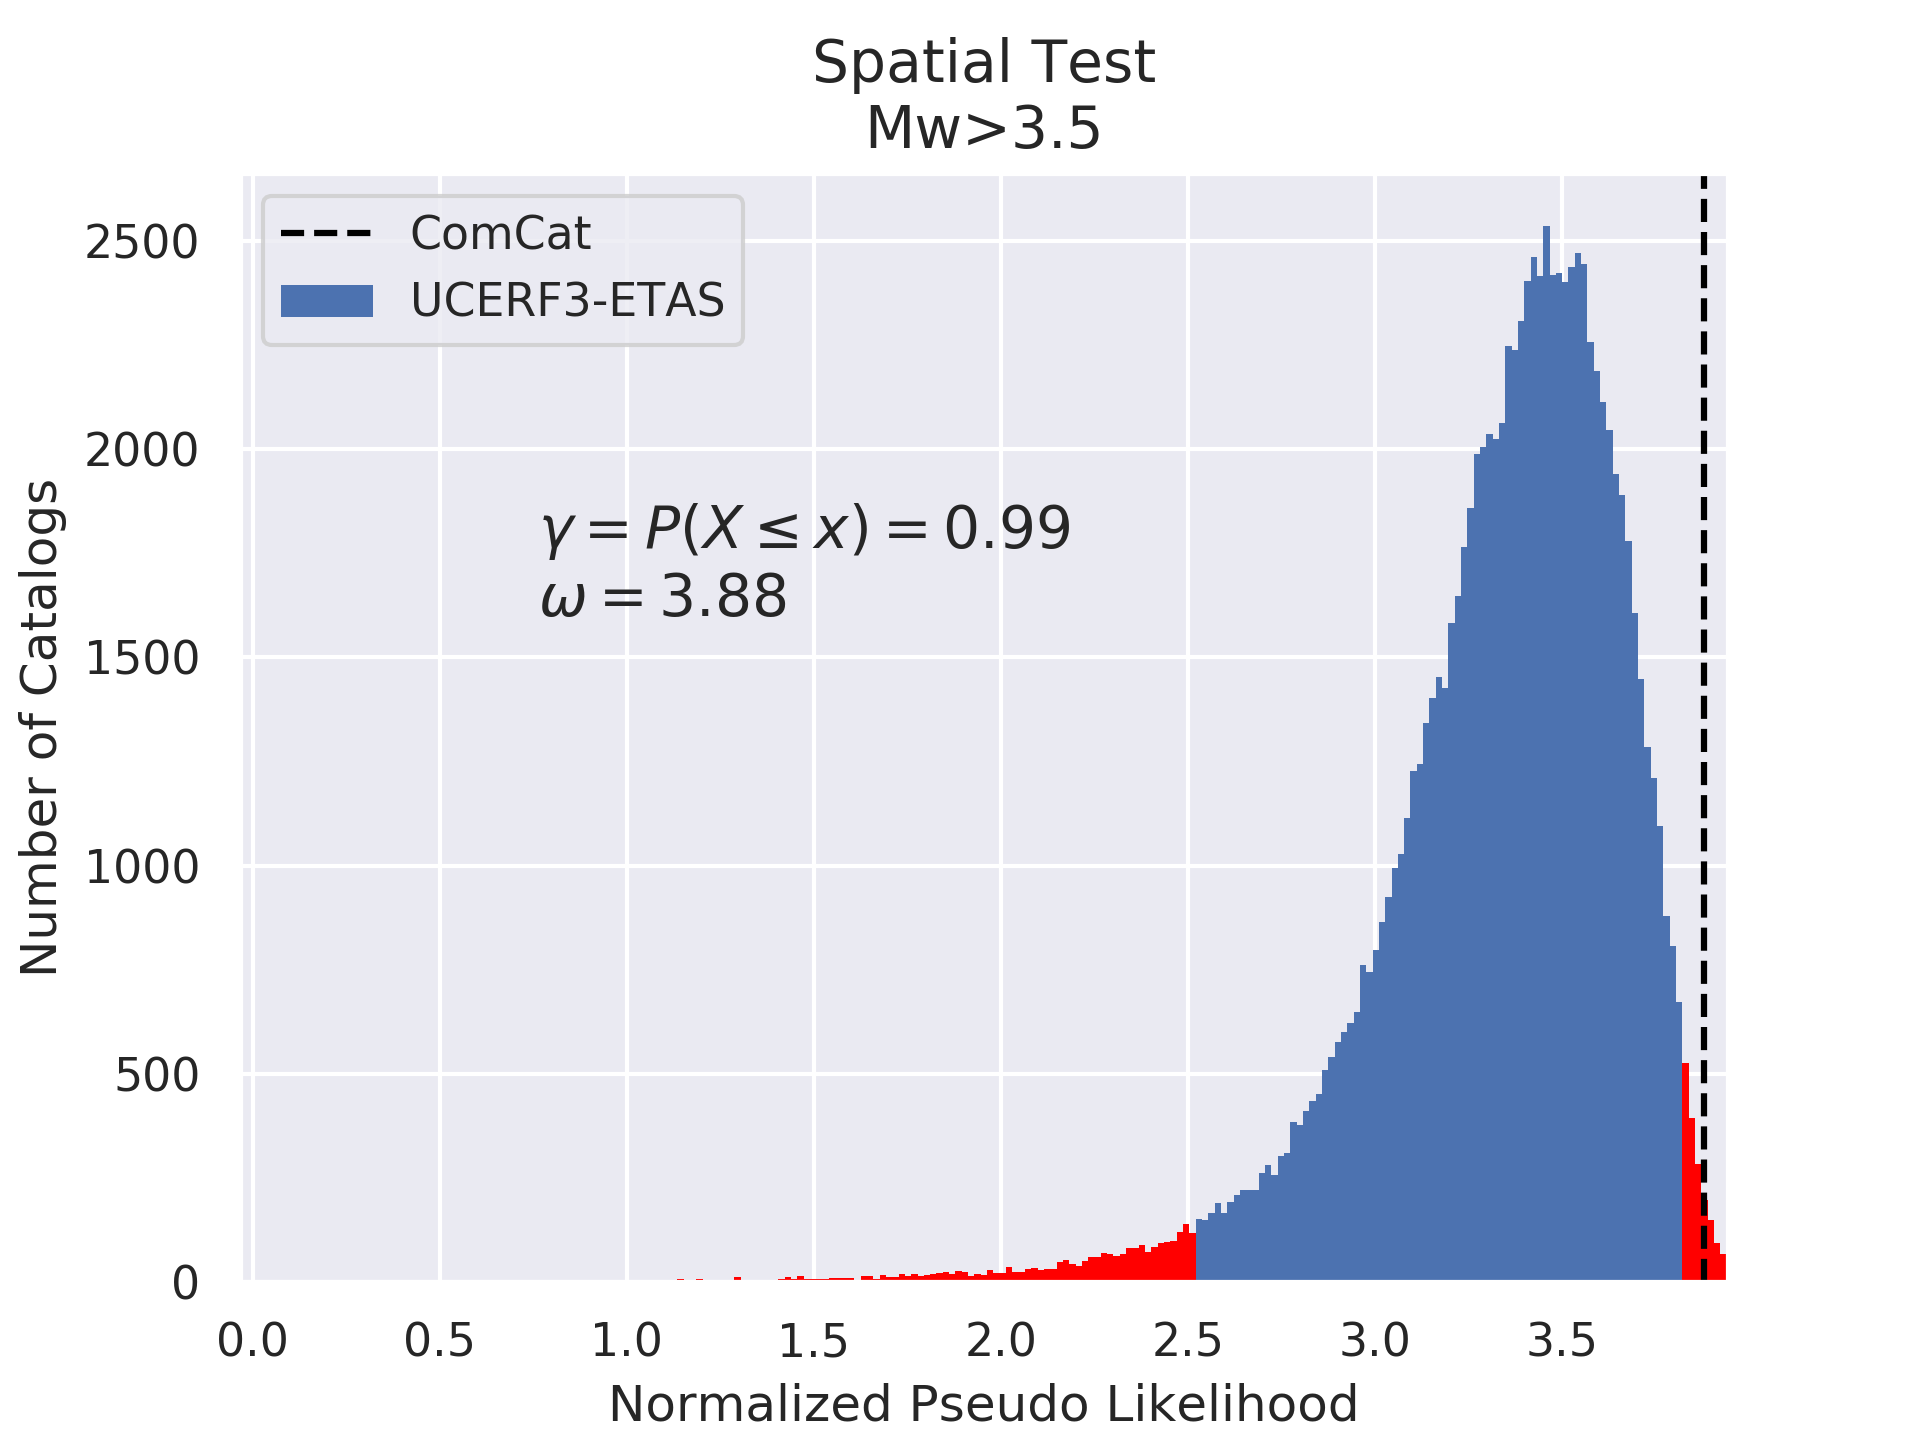 Spatial Test
Mw>3.5
ComCat
UCERF3-ETAS
γ = P(X ≤ x) = 0.99
ω = 3.88
Number of Catalogs
2500
2000
1500
1000
500
0
0.0 0.5 1.0 1.5 2.0 2.5 3.0 3.5
Normalized Pseudo Likelihood